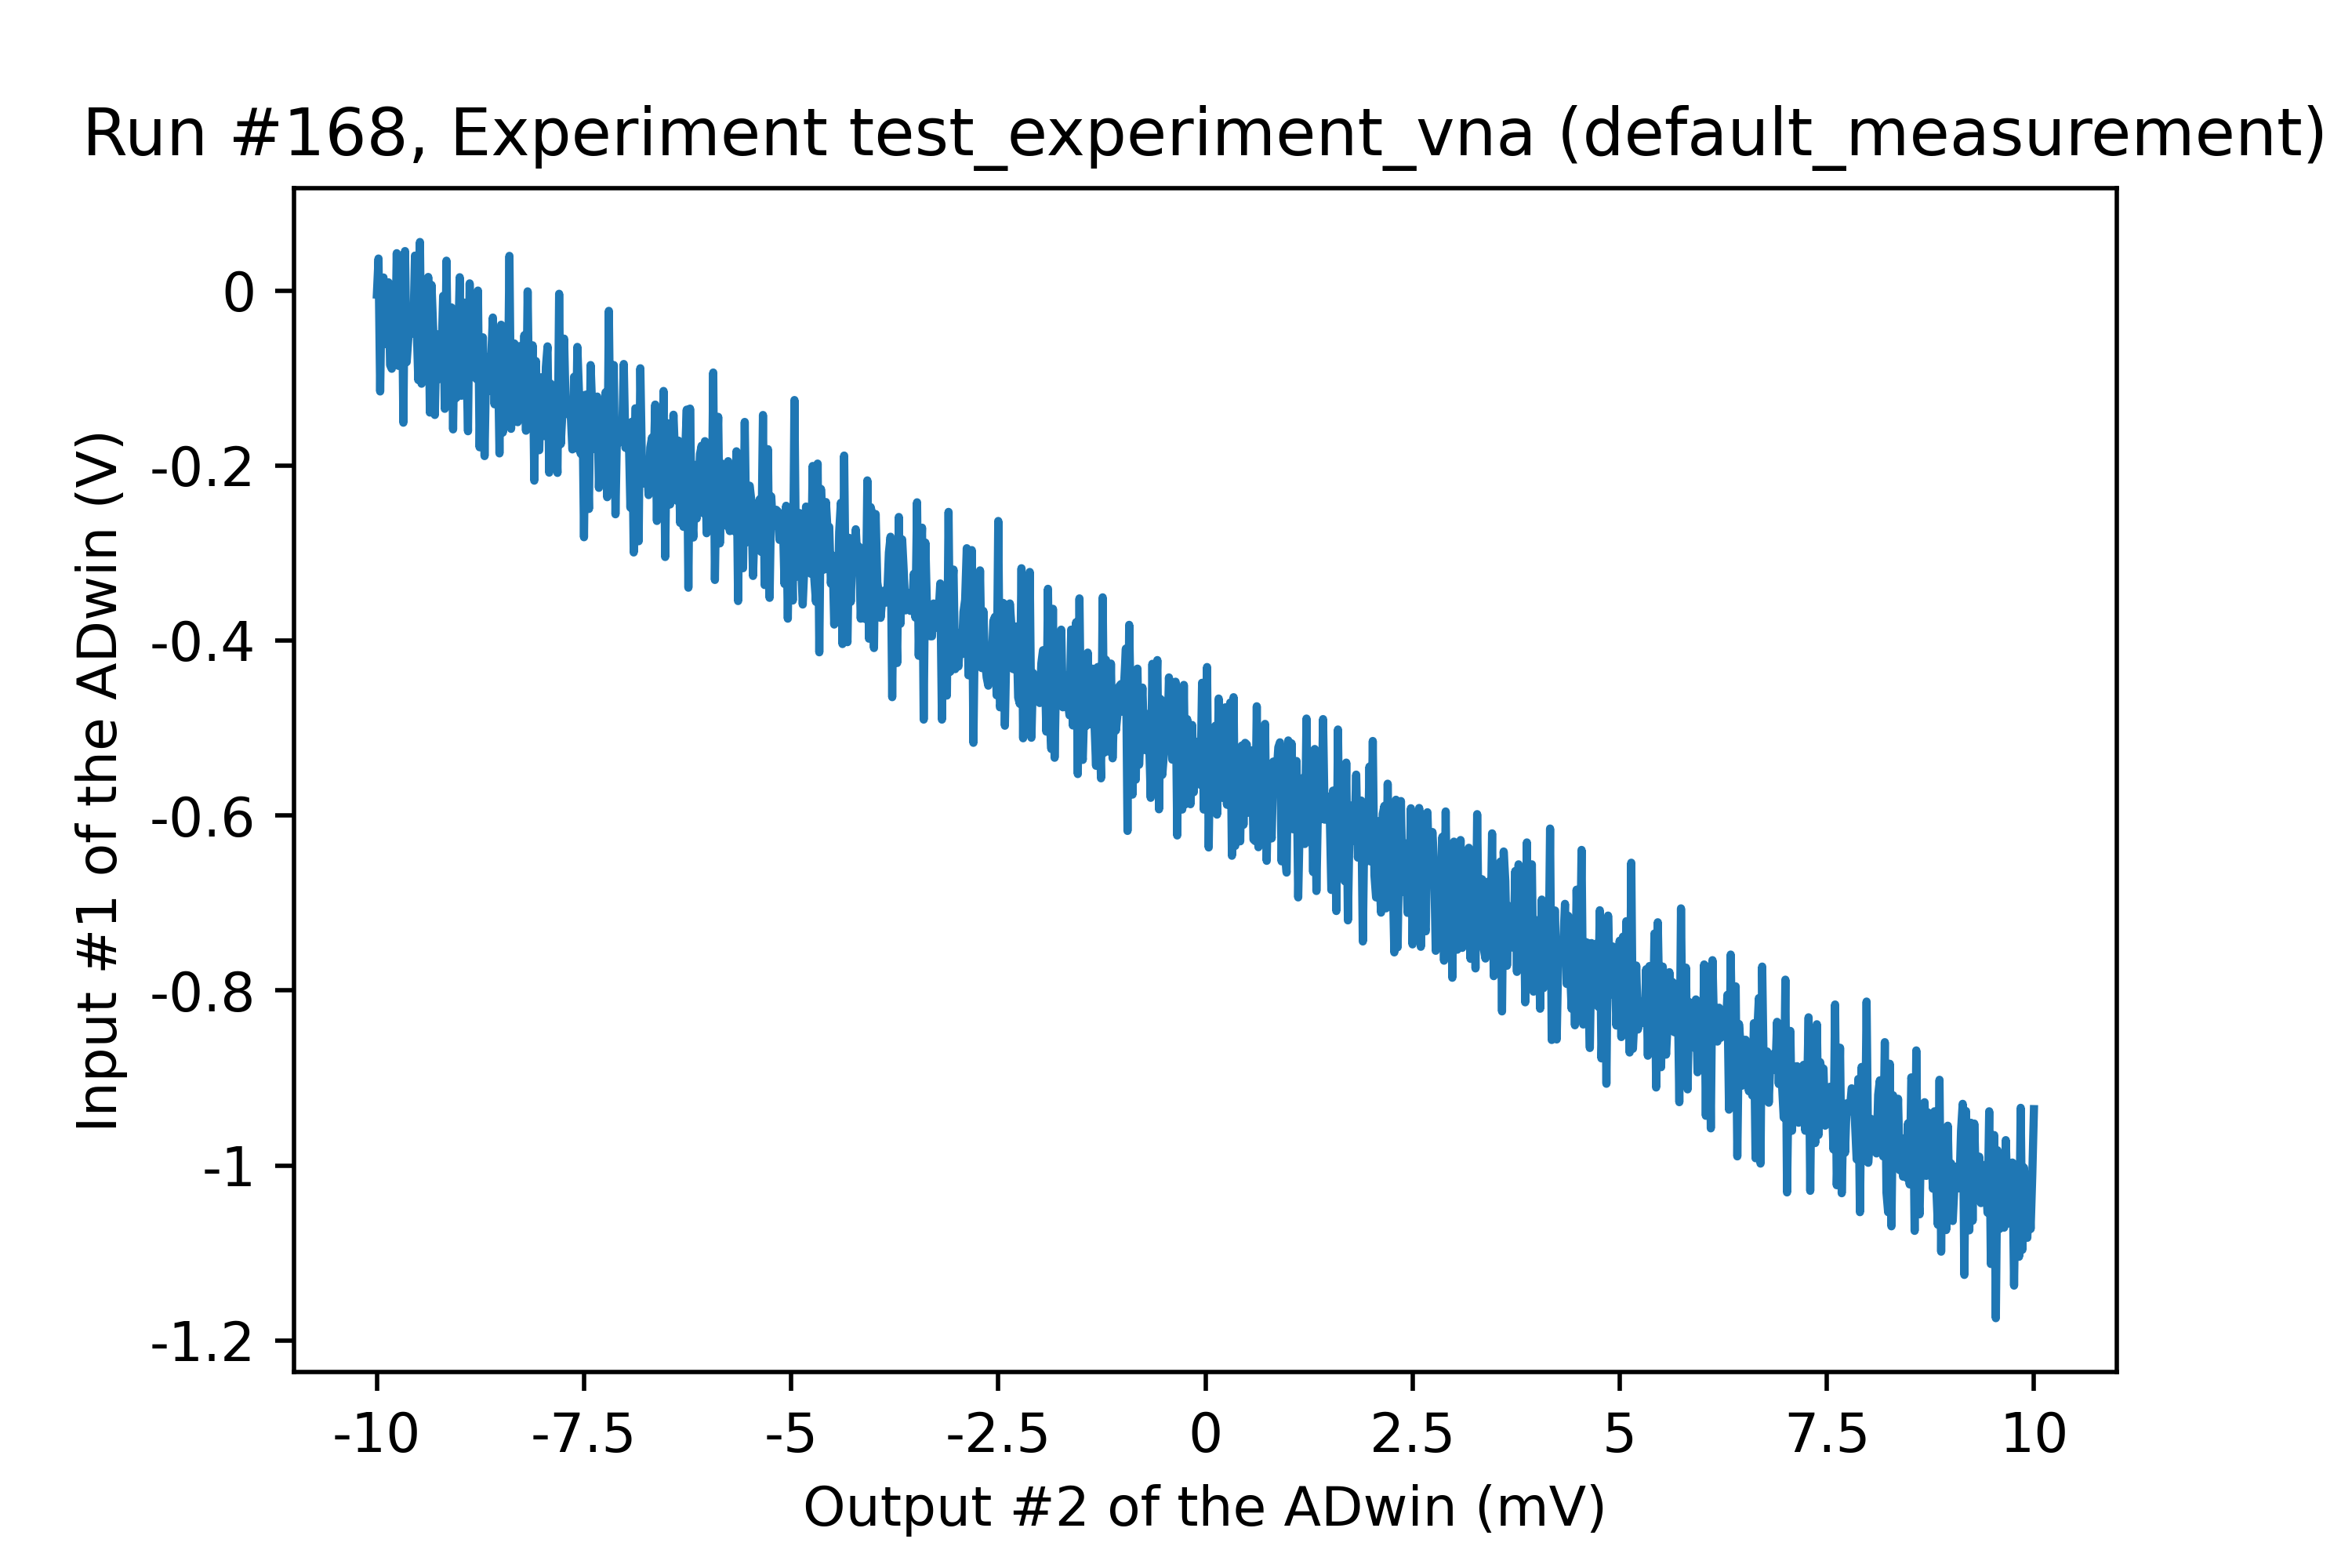 Run #168, Experiment test_experiment_vna (default_measurement)
Input #1 of the ADwin (V)
0
-0.2
-0.4
-0.6
-0.8
-1
-1.2
-10 -7.5 -5 -2.5 0 2.5 5 7.5 10
Output #2 of the ADwin (mV)